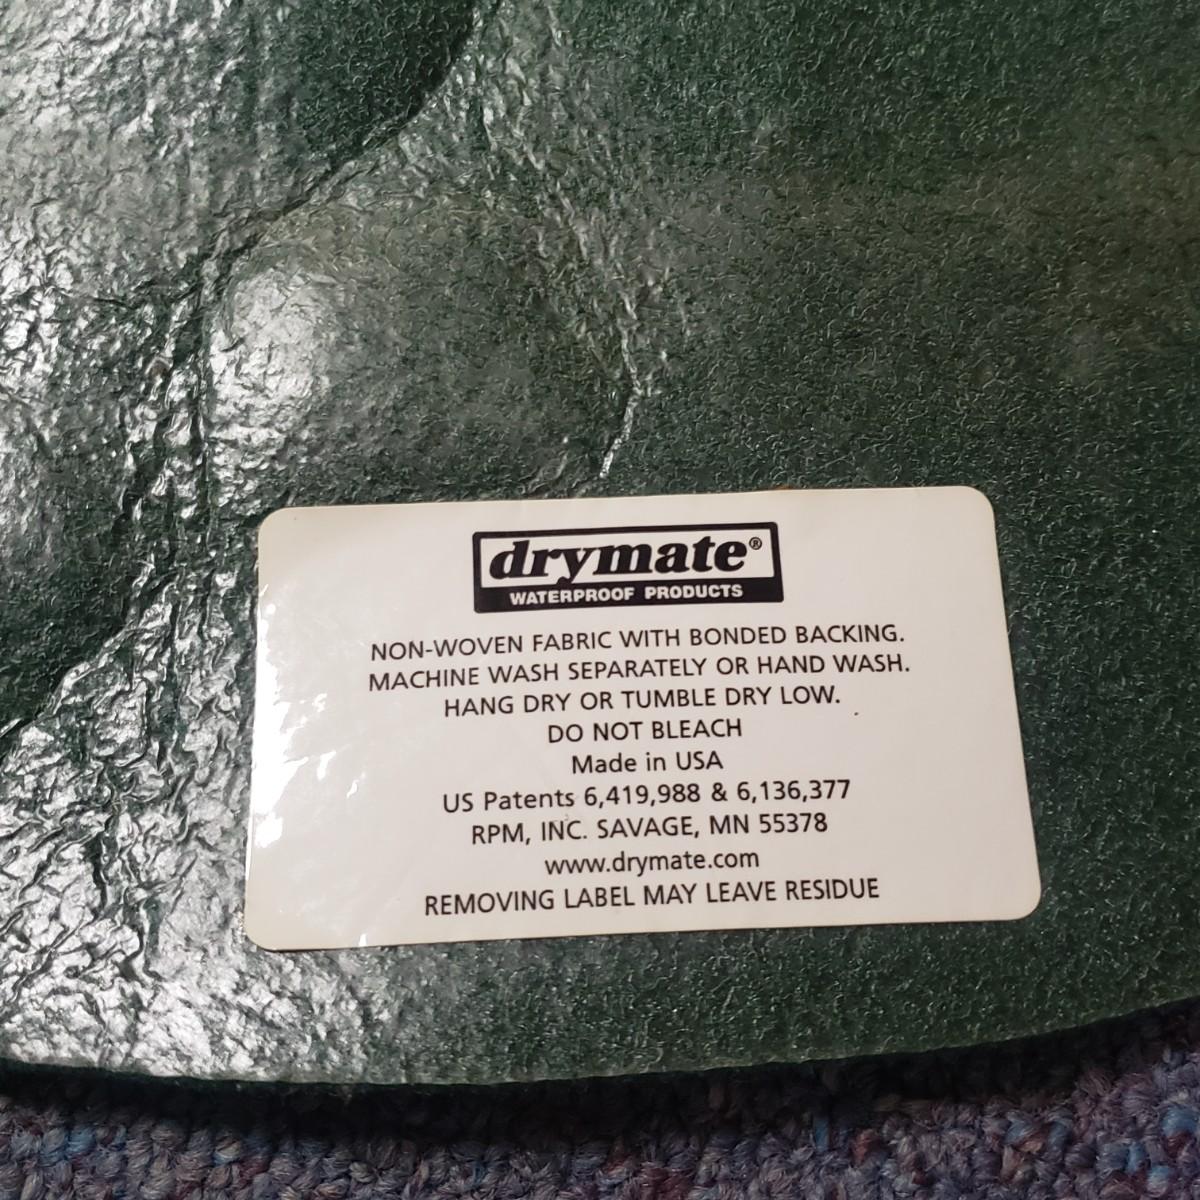 drymate®
WATERPROOF PRODUCTS
NON-WOVEN FABRIC WITH BONDED BACKING.
MACHINE WASH SEPARATELY OR HAND WASH.
HANG DRY OR TUMBLE DRY LOW.
DO NOT BLEACH
Made in USA
US Patents 6,419,988 & 6,136,377
RPM, INC. SAVAGE, MN 55378
www.drymate.com
REMOVING LABEL MAY LEAVE RESIDUE